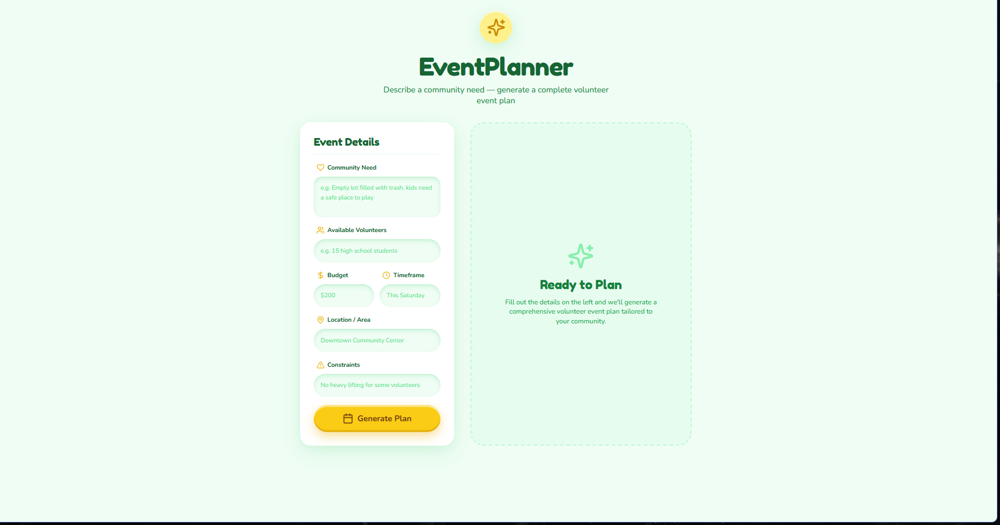 EventPlanner
Describe a community need — generate a complete volunteer
event plan
Event Details
Community Need
e.g. Empty lot filled with trash, kids need
a safe place to play
Available Volunteers
e.g. 15 high school students
Budget
Timeframe
$200
This Saturday
Location / Area
Downtown Community Center
Constraints
No heavy lifting for some volunteers
Generate Plan
Ready to Plan
Fill out the details on the left and we'll generate a
comprehensive volunteer event plan tailored to
your community.